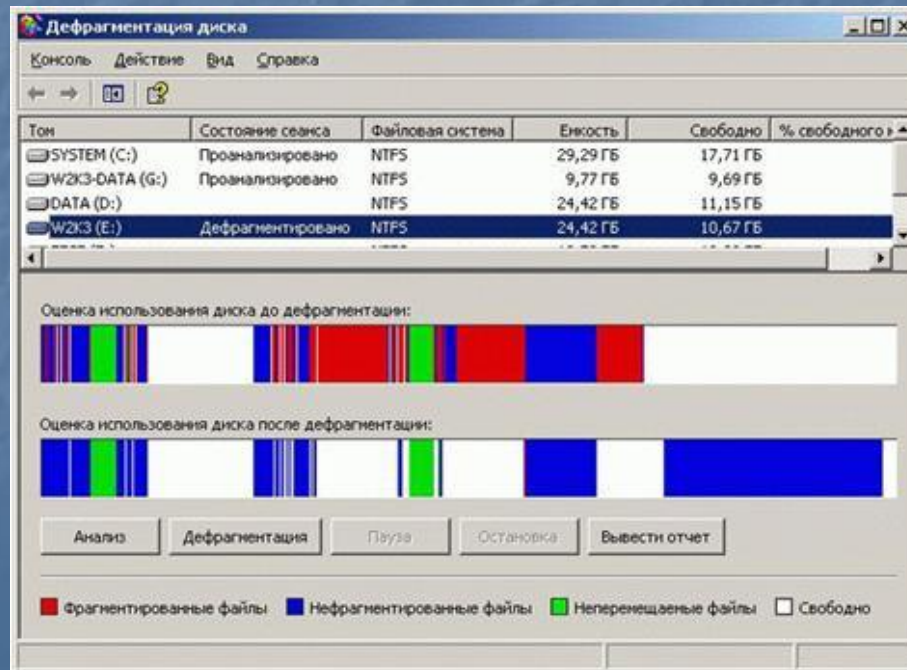 Дефрагментация диска
Консоль Действие Вид Справка
Том Состояние сеанса Файловая система Емкость Свободно % свободного
SYSTEM (C:) Проанализировано NTFS 29,29 ГБ 17,71 ГБ
W2K3-DATA (G:) Проанализировано NTFS 9,77 ГБ 9,69 ГБ
DATA (D:) NTFS 24,42 ГБ 11,15 ГБ
W2K3 (E:) Дефрагментировано NTFS 24,42 ГБ 10,67 ГБ
Оценка использования диска до дефрагментации:
Оценка использования диска после дефрагментации:
Анализ Дефрагментация Пауза Остановка Вывести отчет
Фрагментированные файлы Нефрагментированные файлы Неперемещаемые файлы Свободно